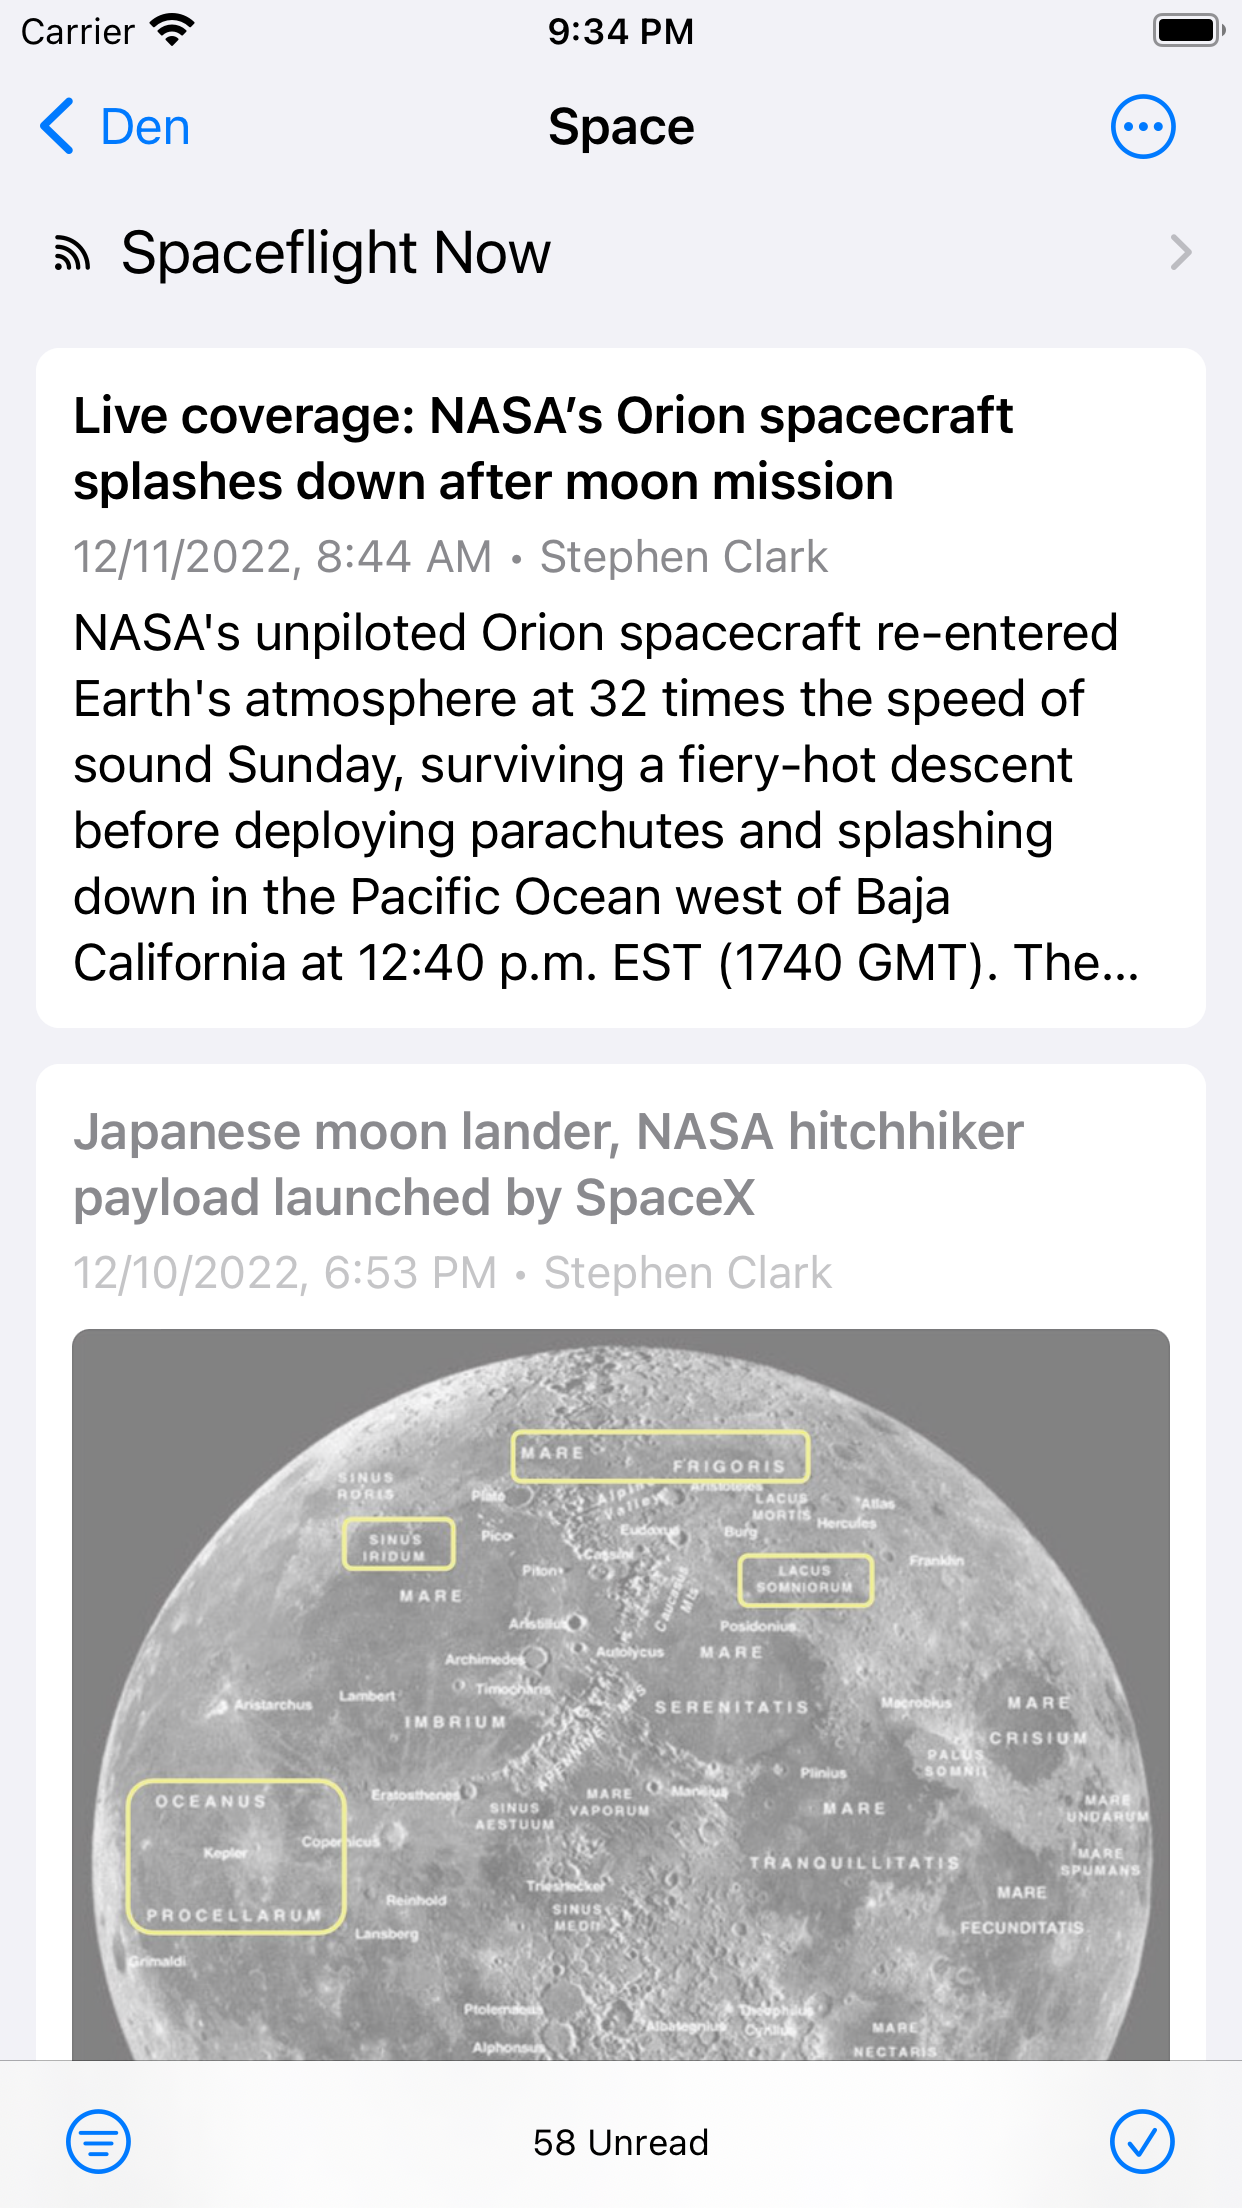 Carrier 9:34 PM
Den Space
Spaceflight Now
Live coverage: NASA’s Orion spacecraft
splashes down after moon mission
12/11/2022, 8:44 AM • Stephen Clark
NASA's unpiloted Orion spacecraft re-entered
Earth's atmosphere at 32 times the speed of
sound Sunday, surviving a fiery-hot descent
before deploying parachutes and splashing
down in the Pacific Ocean west of Baja
California at 12:40 p.m. EST (1740 GMT). The...
Japanese moon lander, NASA hitchhiker
payload launched by SpaceX
12/10/2022, 6:53 PM • Stephen Clark
MARE
FRIGORIS
SINUS
RORIS
Plato
Alpine
Valley
Aristoteles
LACUS
MORTIS
Atlas
Hercules
SINUS
IRIDUM
Pico
Eudoxus
Burg
Cassini
Piton
Franklin
LACUS
SOMNIORUM
MARE
Caucasus
Mts
Aristillus
Posidonius
Archimedes
Autolycus
MARE
Timocharis
Aristarchus
Lambert
IMBRIUM
SERENITATIS
Macrobius
MARE
CRISIUM
APENNINE MTS
PALUS
SOMNII
Plinius
Eratosthenes
MARE
VAPORUM
Manilius
OCEANUS
SINUS
AESTUUM
MARE
MARE
UNDARUM
Kepler
Copernicus
TRANQUILLITATIS
MARE
SPUMANS
Triesnecker
Reinhold
PROCELLARUM
SINUS
MEDII
MARE
FECUNDITATIS
Lansberg
Grimaldi
Ptolemaeus
Theophilus
Albategnius
Cyrillus
MARE
NECTARIS
Alphonsus
58 Unread